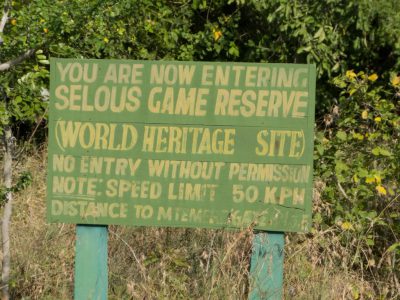 YOU ARE NOW ENTERING
SELOUS GAME RESERVE
(WORLD HERITAGE SITE)
NO ENTRY WITHOUT PERMISSION
NOTE: SPEED LIMIT 50 KPH
DISTANCE TO